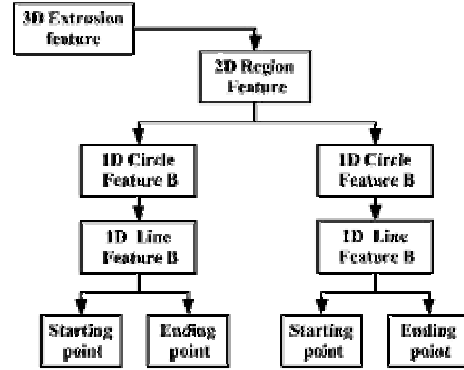 3D Extrusion
feature
2D Region
Feature
1D Circle
Feature B
1D Circle
Feature B
1D Line
Feature B
1D Line
Feature B
Starting
point
Ending
point
Starting
point
Ending
point